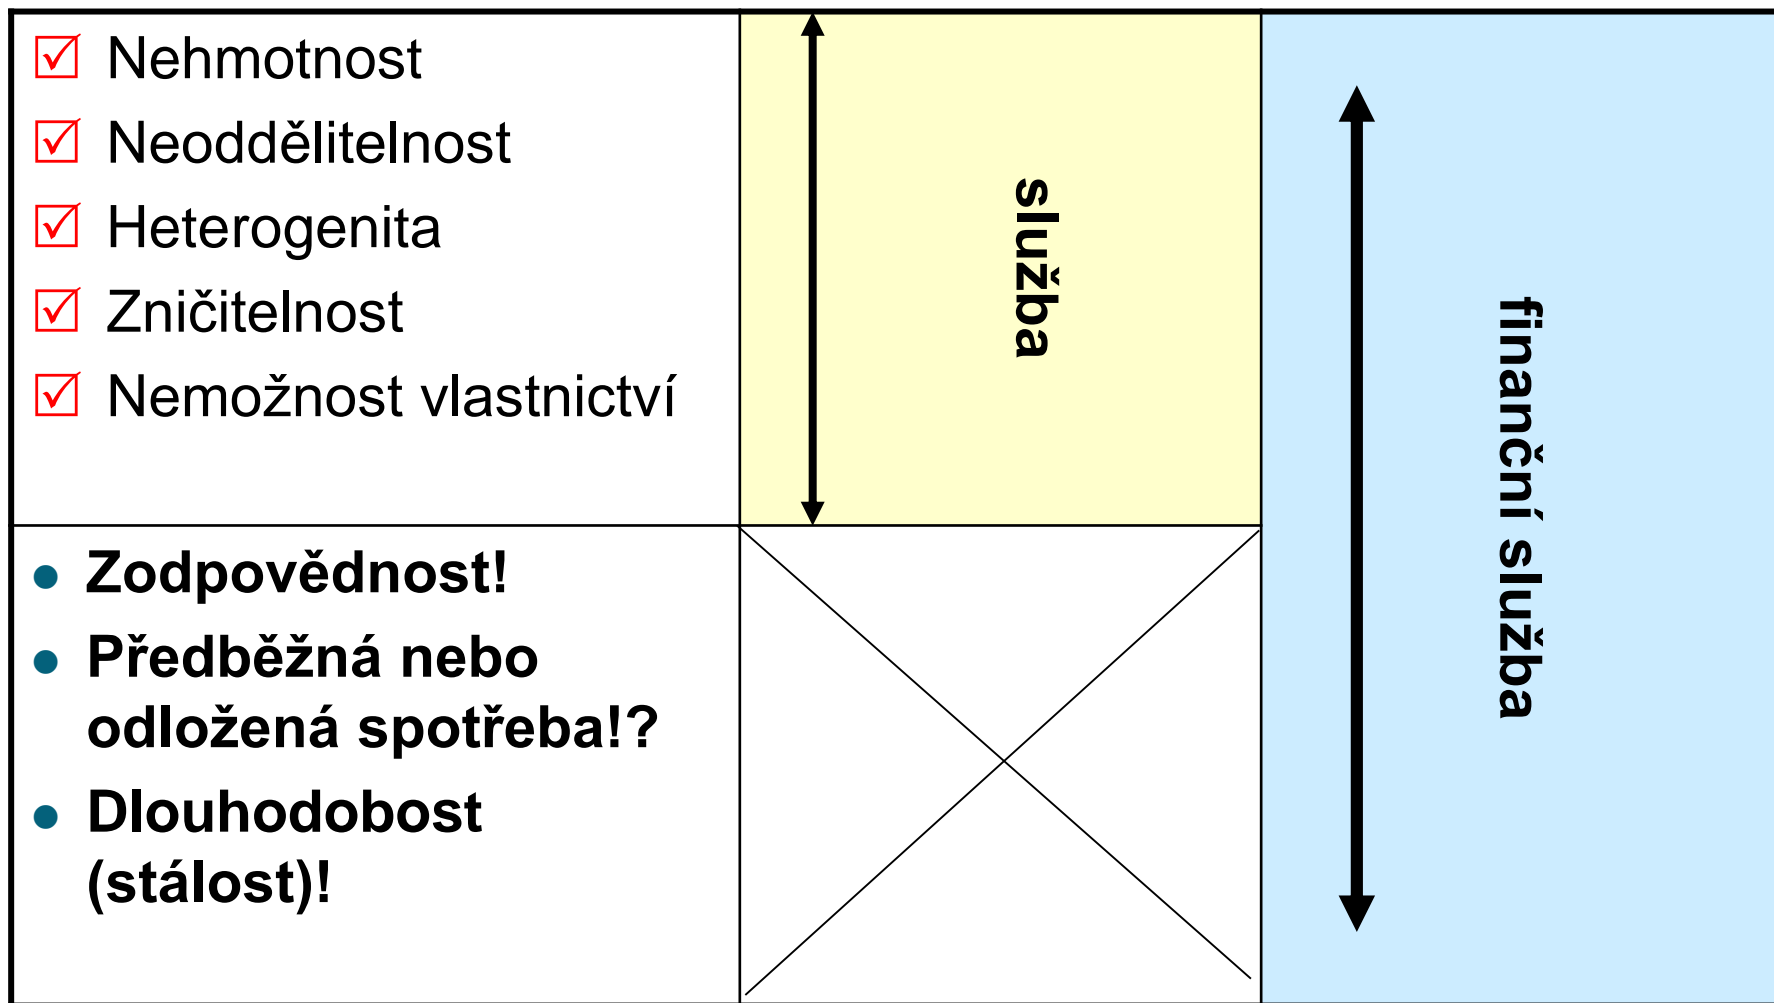 Nehmotnost
Neoddělitelnost
Heterogenita
Zničitelnost
Nemožnost vlastnictví
služba
finanční služba
Zodpovědnost!
Předběžná nebo
odložená spotřeba!?
Dlouhodobost
(stálost)!